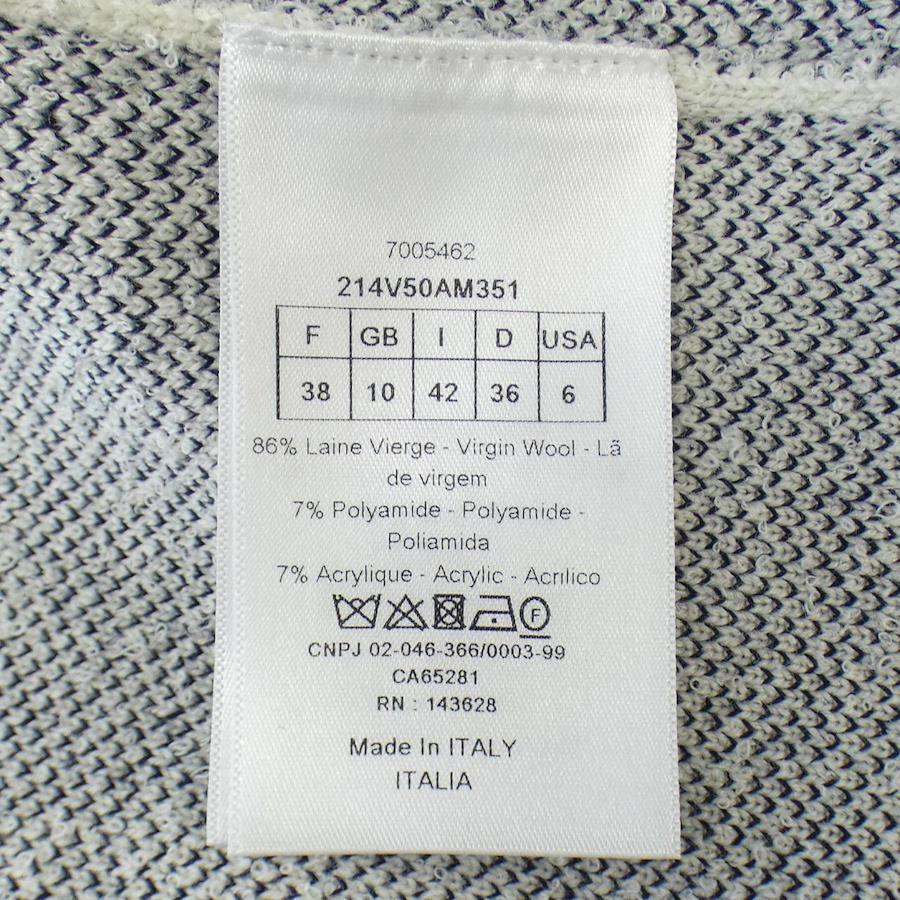 7005462
214V50AM351
F GB I D USA
38 10 42 36 6
86% Laine Vierge - Virgin Wool - Lã
de virgem
7% Polyamide - Polyamide -
Poliamida
7% Acrylique - Acrylic - Acrilico
F
CNPJ 02-046-366/0003-99
CA65281
RN : 143628
Made In ITALY
ITALIA